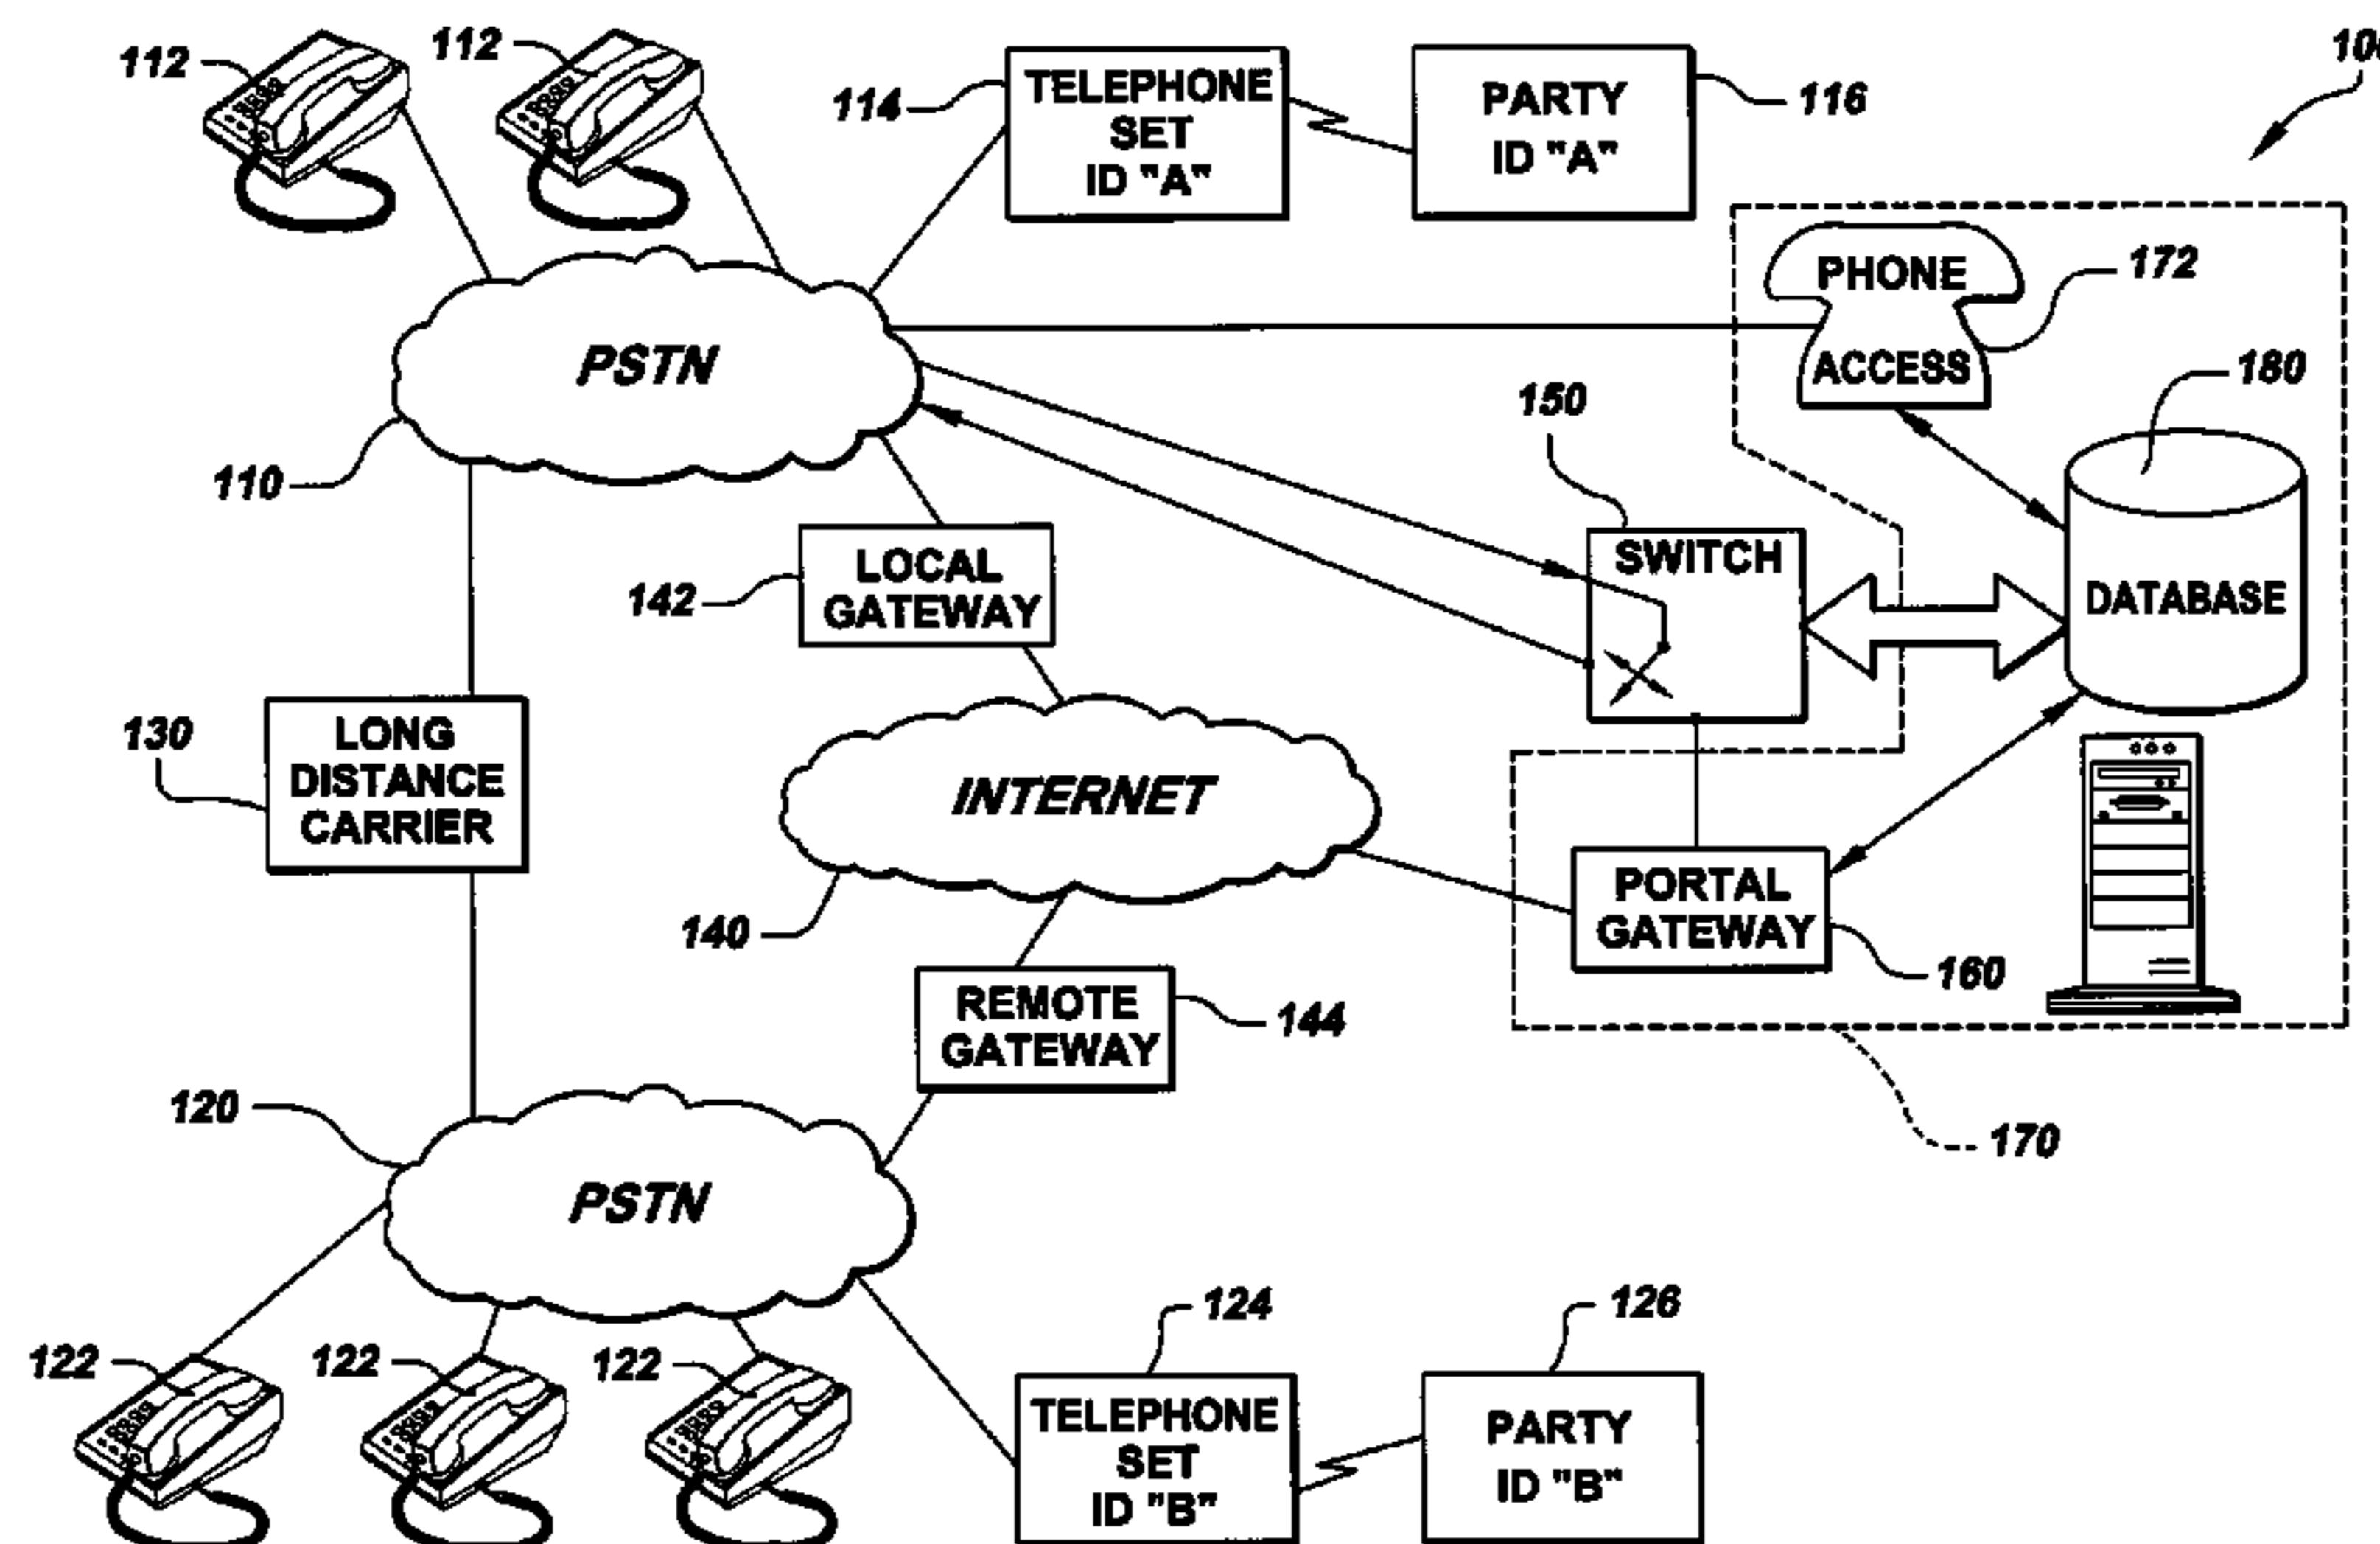 112
112
114
TELEPHONE
SET
ID "A"
PARTY
ID "A"
116
PHONE
ACCESS
172
180
PSTN
110
150
SWITCH
DATABASE
LOCAL
GATEWAY
142
130
LONG
DISTANCE
CARRIER
INTERNET
140
PORTAL
GATEWAY
160
REMOTE
GATEWAY
144
170
120
PSTN
122
122
122
124
TELEPHONE
SET
ID "B"
126
PARTY
ID "B"